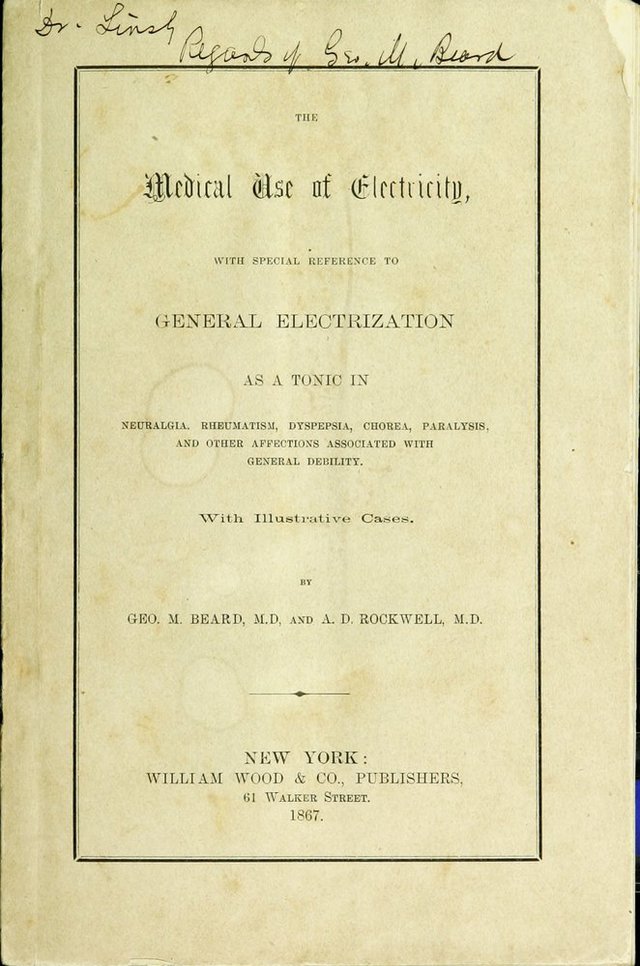 Dr.
Regards of Geo. M. Beard
THE
Medical Use of Electricity,
WITH SPECIAL REFERENCE TO
GENERAL ELECTRIZATION
AS A TONIC IN
NEURALGIA. RHEUMATISM, DYSPEPSIA, CHOREA, PARALYSIS,
AND OTHER AFFECTIONS ASSOCIATED WITH
GENERAL DEBILITY.
With Illustrative Cases.
BY
GEO. M. BEARD, M.D, AND A. D. ROCKWELL, M.D.
NEW YORK:
WILLIAM WOOD & CO., PUBLISHERS,
61 WALKER STREET.
1867.